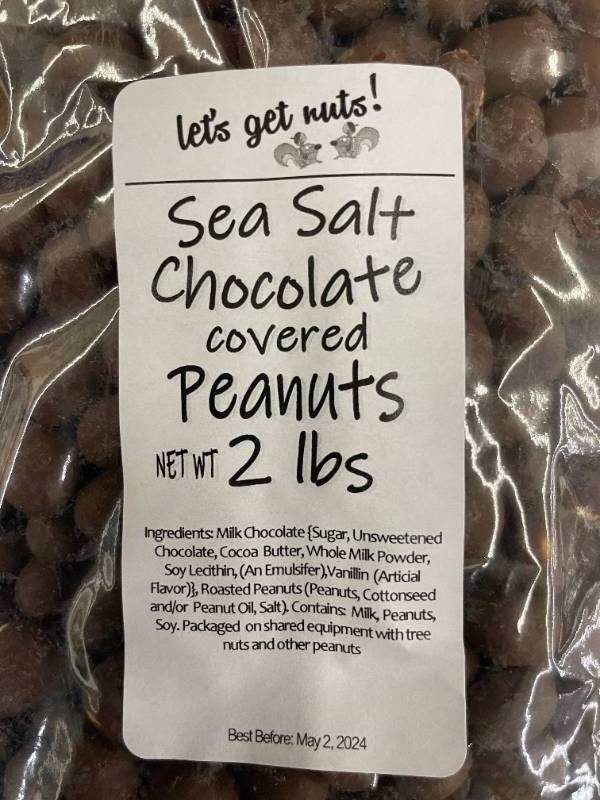 let's get nuts!
Sea Salt
Chocolate
covered
Peanuts
NET WT 2 lbs
Ingredients: Milk Chocolate {Sugar, Unsweetened
Chocolate, Cocoa Butter, Whole Milk Powder,
Soy Lecithin, (An Emulsifer),Vanillin (Articial
Flavor)}, Roasted Peanuts (Peanuts, Cottonseed
and/or Peanut Oil, Salt). Contains: Milk, Peanuts,
Soy. Packaged on shared equipment with tree
nuts and other peanuts
Best Before: May 2, 2024